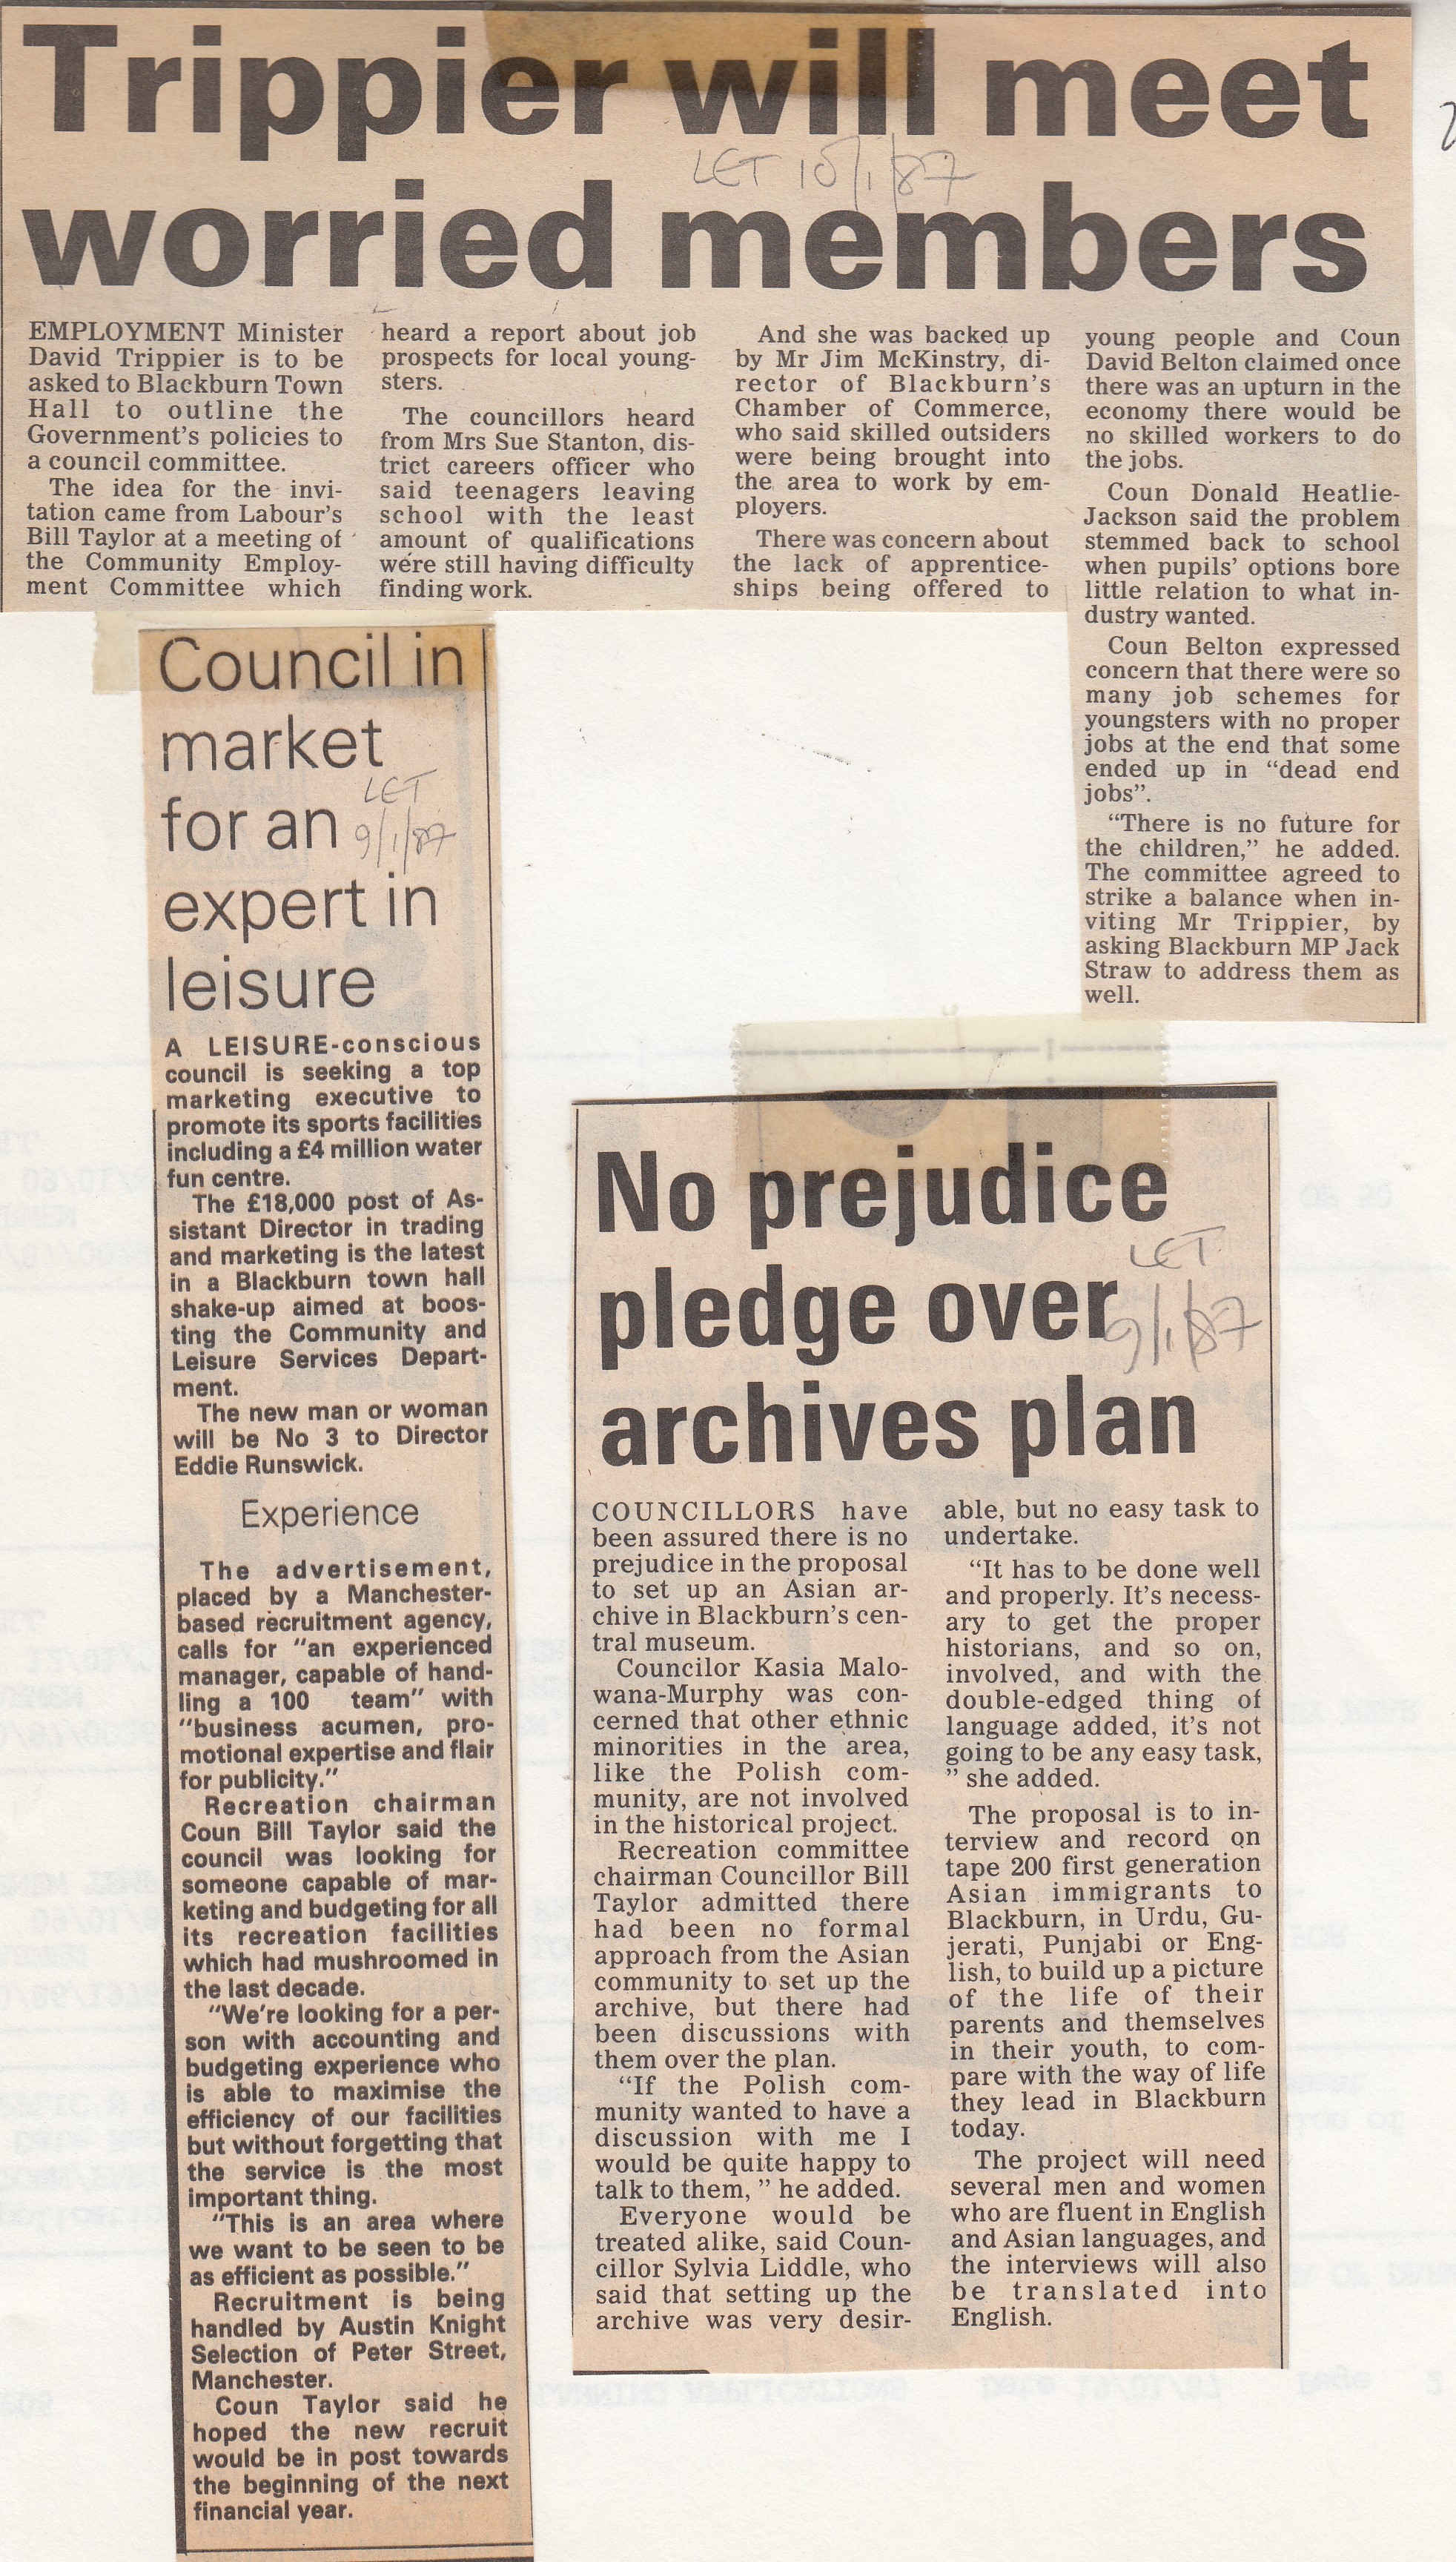 Trippier will meet
LET 10/1/87
worried members
EMPLOYMENT Minister
David Trippier is to be
asked to Blackburn Town
Hall to outline the
Government's policies to
a council committee.
The idea for the invi-
tation came from Labour's
Bill Taylor at a meeting of
the Community Employ-
ment Committee which
heard a report about job
prospects for local young-
sters.
The councillors heard
from Mrs Sue Stanton, dis-
trict careers officer who
said teenagers leaving
school with the least
amount of qualifications
were still having difficulty
finding work.
And she was backed up
by Mr Jim McKinstry, di-
rector of Blackburn's
Chamber of Commerce,
who said skilled outsiders
were being brought into
the area to work by em-
ployers.
There was concern about
the lack of apprentice-
ships being offered to
young people and Coun
David Belton claimed once
there was an upturn in the
economy there would be
no skilled workers to do
the jobs.
Coun Donald Heatlie-
Jackson said the problem
stemmed back to school
when pupils' options bore
little relation to what in-
dustry wanted.
Coun Belton expressed
concern that there were so
many job schemes for
youngsters with no proper
jobs at the end that some
ended up in "dead end
jobs".
"There is no future for
the children," he added.
The committee agreed to
strike a balance when in-
viting Mr Trippier, by
asking Blackburn MP Jack
Straw to address them as
well.
Council in
market
for an
expert in
leisure
LET
9/1/87
A LEISURE-conscious
council is seeking a top
marketing executive to
promote its sports facilities
including a £4 million water
fun centre.
The £18,000 post of As-
sistant Director in trading
and marketing is the latest
in a Blackburn town hall
shake-up aimed at boos-
ting the Community and
Leisure Services Depart-
ment.
The new man or woman
will be No 3 to Director
Eddie Runswick.
Experience
The advertisement,
placed by a Manchester-
based recruitment agency,
calls for "an experienced
manager, capable of hand-
ling a 100 team" with
"business acumen, pro-
motional expertise and flair
for publicity."
Recreation chairman
Coun Bill Taylor said the
council was looking for
someone capable of mar-
keting and budgeting for all
its recreation facilities
which had mushroomed in
the last decade.
"We're looking for a per-
son with accounting and
budgeting experience who
is able to maximise the
efficiency of our facilities
but without forgetting that
the service is the most
important thing.
"This is an area where
we want to be seen to be
as efficient as possible."
Recruitment is being
handled by Austin Knight
Selection of Peter Street,
Manchester.
Coun Taylor said he
hoped the new recruit
would be in post towards
the beginning of the next
financial year.
No prejudice
pledge over
archives plan
LET
9/1/87
COUNCILLORS have
been assured there is no
prejudice in the proposal
to set up an Asian ar-
chive in Blackburn's cen-
tral museum.
Councilor Kasia Malo-
wana-Murphy was con-
cerned that other ethnic
minorities in the area,
like the Polish com-
munity, are not involved
in the historical project.
Recreation committee
chairman Councillor Bill
Taylor admitted there
had been no formal
approach from the Asian
community to set up the
archive, but there had
been discussions with
them over the plan.
"If the Polish com-
munity wanted to have a
discussion with me I
would be quite happy to
talk to them, " he added.
Everyone would be
treated alike, said Coun-
cillor Sylvia Liddle, who
said that setting up the
archive was very desir-
able, but no easy task to
undertake.
"It has to be done well
and properly. It's necess-
ary to get the proper
historians, and so on,
involved, and with the
double-edged thing of
language added, it's not
going to be any easy task,
" she added.
The proposal is to in-
terview and record on
tape 200 first generation
Asian immigrants to
Blackburn, in Urdu, Gu-
jerati, Punjabi or Eng-
lish, to build up a picture
of the life of their
parents and themselves
in their youth, to com-
pare with the way of life
they lead in Blackburn
today.
The project will need
several men and women
who are fluent in English
and Asian languages, and
the interviews will also
be translated into
English.